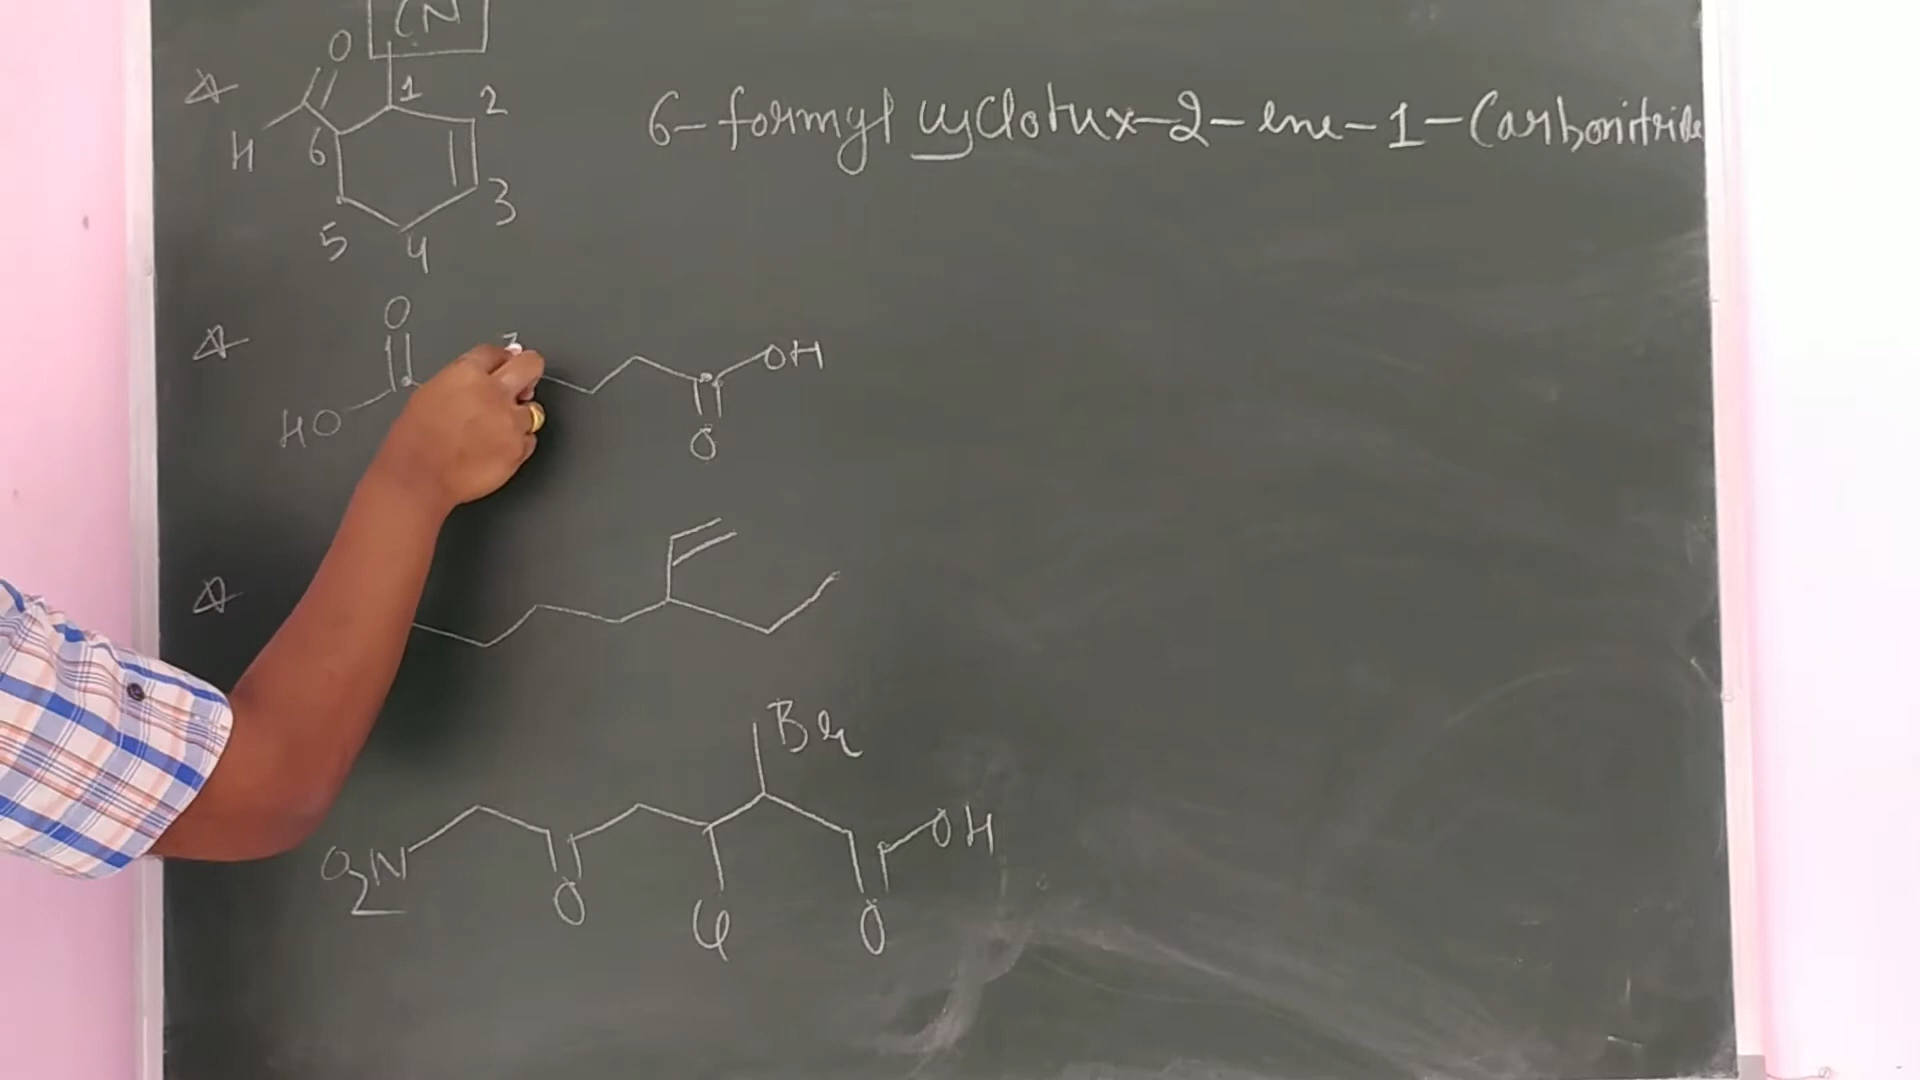 CN
O
1
2
6-formyl cyclohex-2-ene-1-Carbonitrile
H
6
3
5
4
O
OH
HO
O
Br
OH
O2N
O
Cl
O